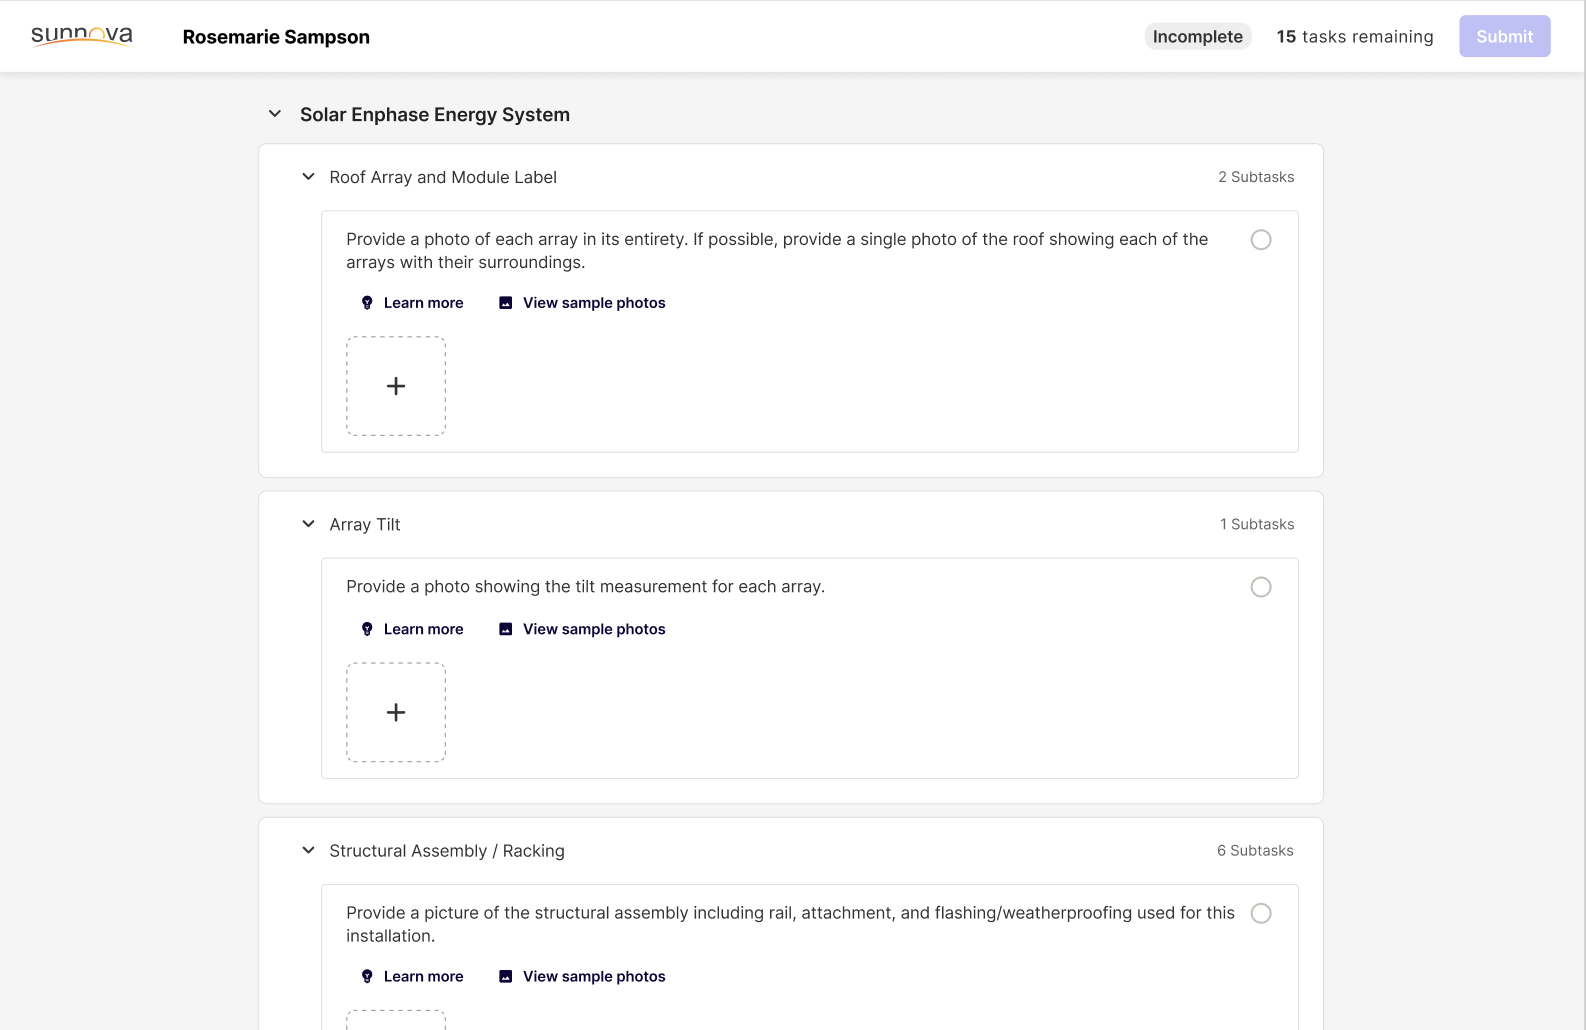 sunnova
Rosemarie Sampson
Incomplete
15 tasks remaining
Submit
Solar Enphase Energy System
Roof Array and Module Label
2 Subtasks
Provide a photo of each array in its entirety. If possible, provide a single photo of the roof showing each of the
arrays with their surroundings.
Learn more
View sample photos
Array Tilt
1 Subtasks
Provide a photo showing the tilt measurement for each array.
Learn more
View sample photos
Structural Assembly / Racking
6 Subtasks
Provide a picture of the structural assembly including rail, attachment, and flashing/weatherproofing used for this
installation.
Learn more
View sample photos